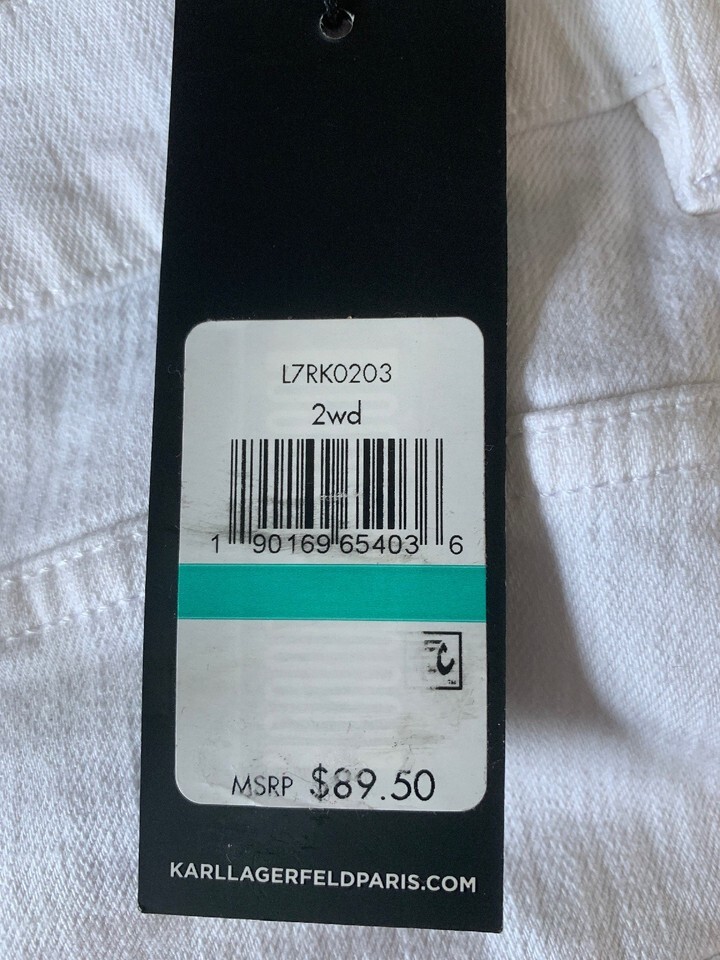 L7RK0203
2wd
1 90169 65403 6
MSRP $89.50
KARLLAGERFELDPARIS.COM